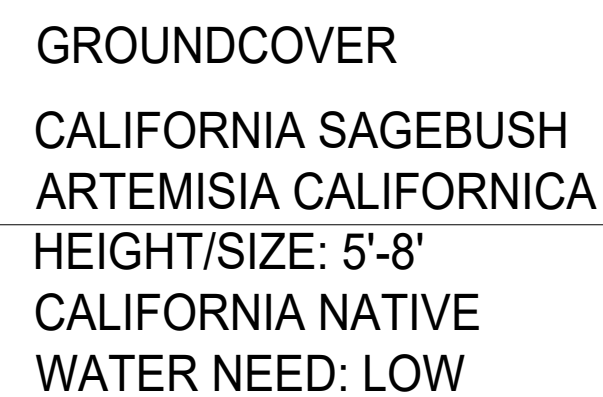 GROUNDCOVER
CALIFORNIA SAGEBUSH
ARTEMISIA CALIFORNICA
HEIGHT/SIZE: 5'-8'
CALIFORNIA NATIVE
WATER NEED: LOW